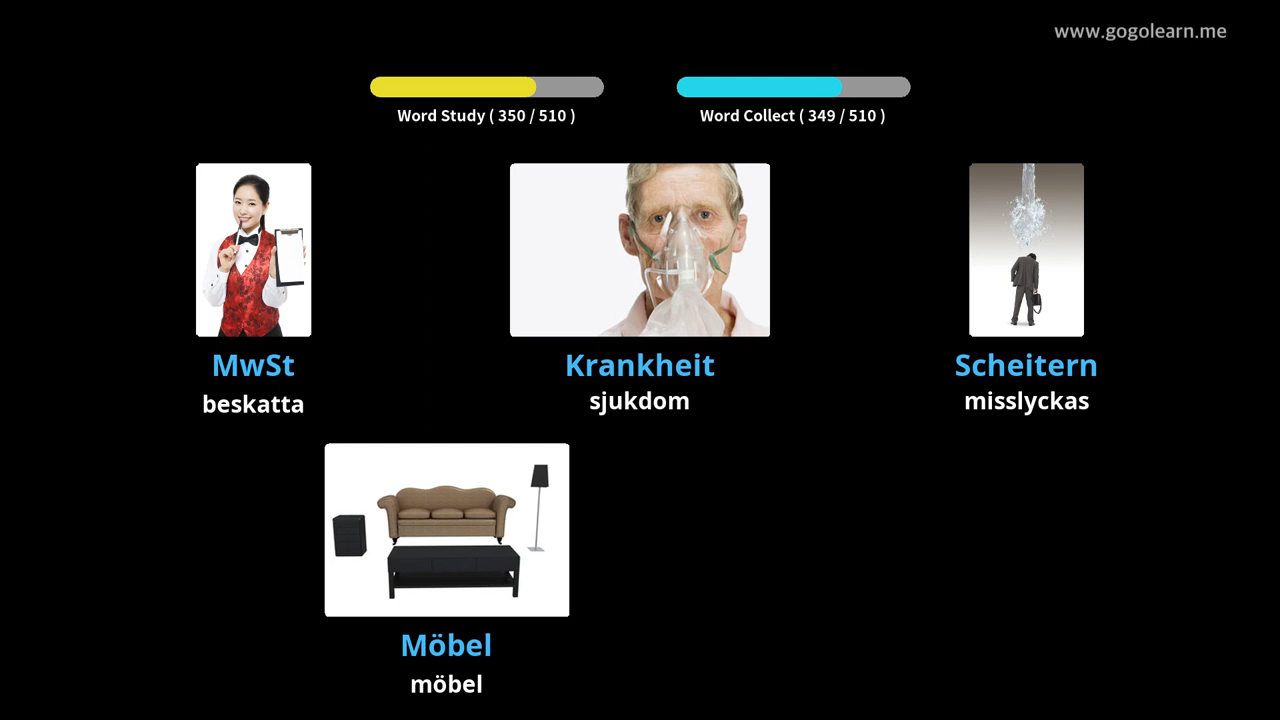 www.gogolearn.me
Word Study ( 350 / 510 )
Word Collect ( 349 / 510 )
MwSt
beskatta
Krankheit
sjukdom
Scheitern
misslyckas
Möbel
möbel